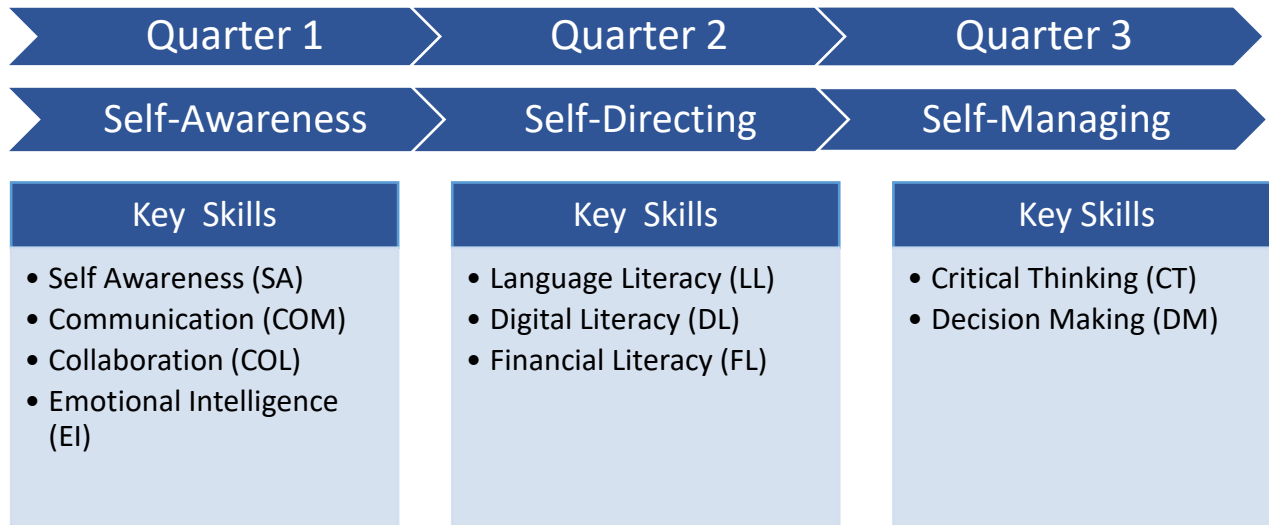 Quarter 1
Quarter 2
Quarter 3
Self-Awareness
Self-Directing
Self-Managing
Key Skills
• Self Awareness (SA)
• Communication (COM)
• Collaboration (COL)
• Emotional Intelligence
(EI)
Key Skills
• Language Literacy (LL)
• Digital Literacy (DL)
• Financial Literacy (FL)
Key Skills
• Critical Thinking (CT)
• Decision Making (DM)